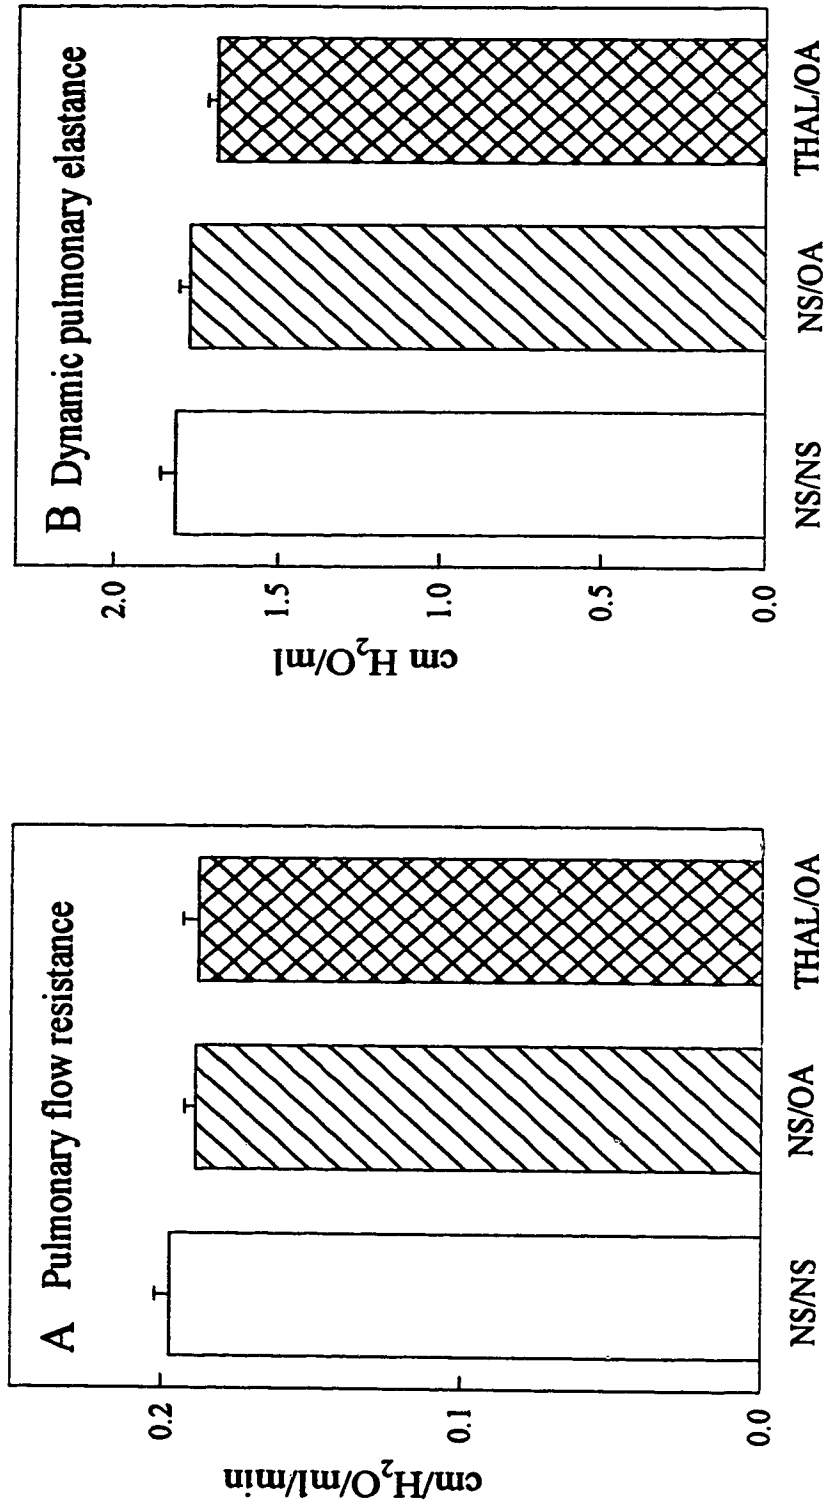 A Pulmonary flow resistance
cm/H₂O/ml/min
0.2
0.1
0.0
NS/NS
NS/OA
THAL/OA
B Dynamic pulmonary elastance
cm H₂O/ml
2.0
1.5
1.0
0.5
0.0
NS/NS
NS/OA
THAL/OA